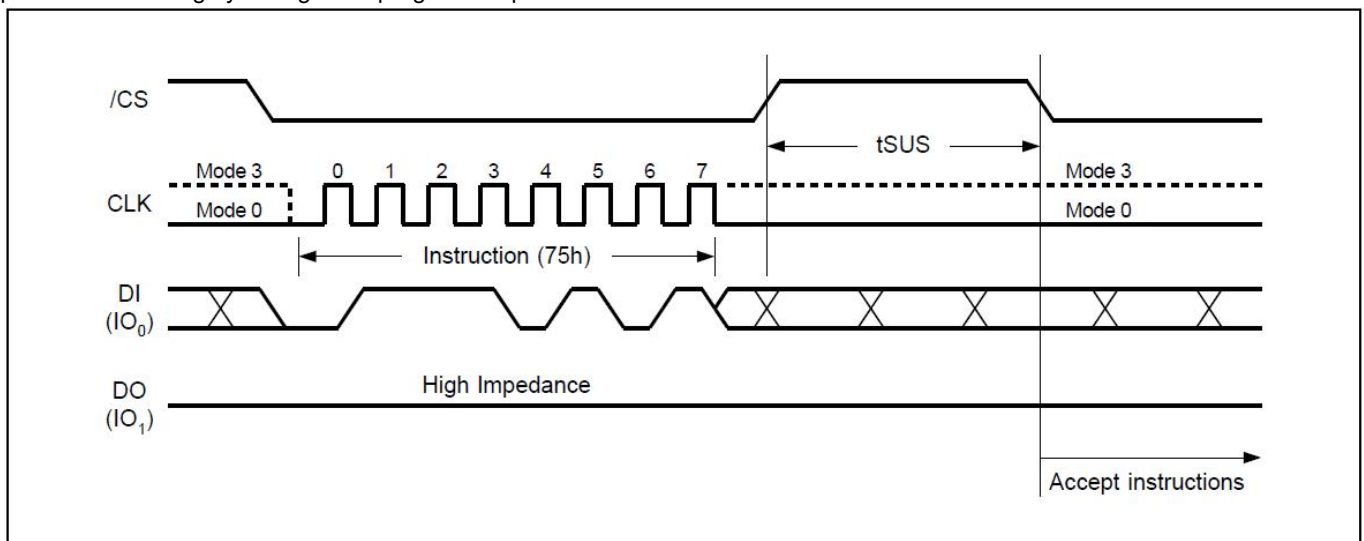 /CS
tSUS
Mode 3 0 1 2 3 4 5 6 7 Mode 3
CLK
Mode 0 Mode 0
Instruction (75h)
DI
(IO₀)
High Impedance
DO
(IO₁)
Accept instructions